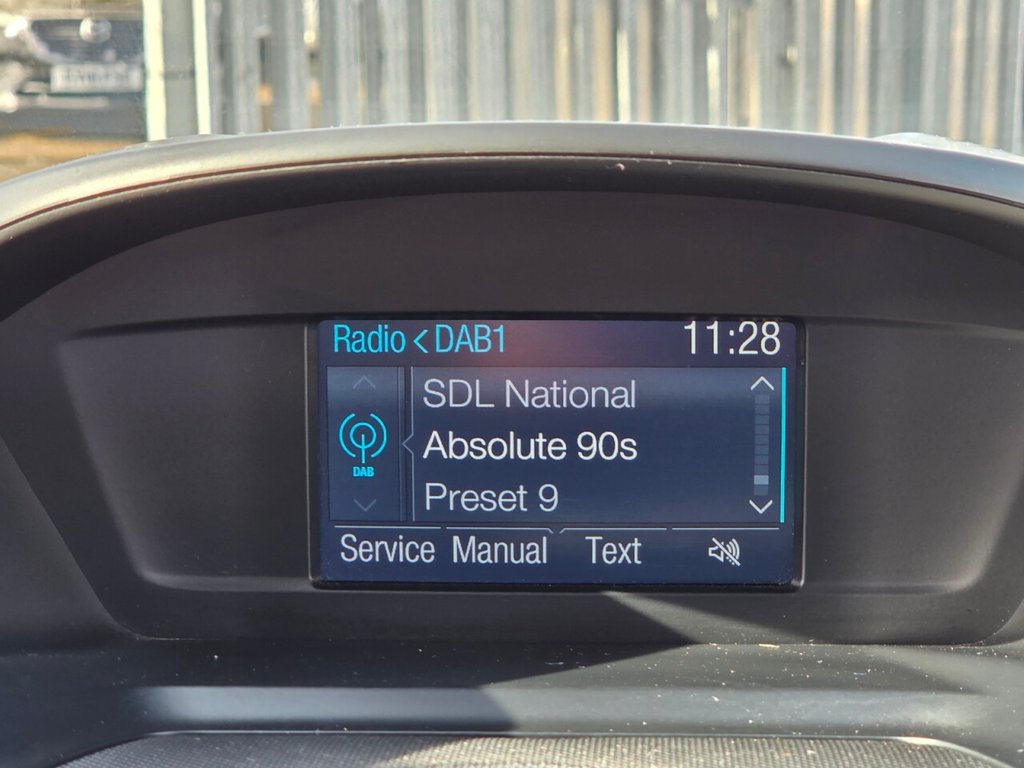 Radio < DAB1 11:28
SDL National
Absolute 90s
DAB
Preset 9
Service Manual Text